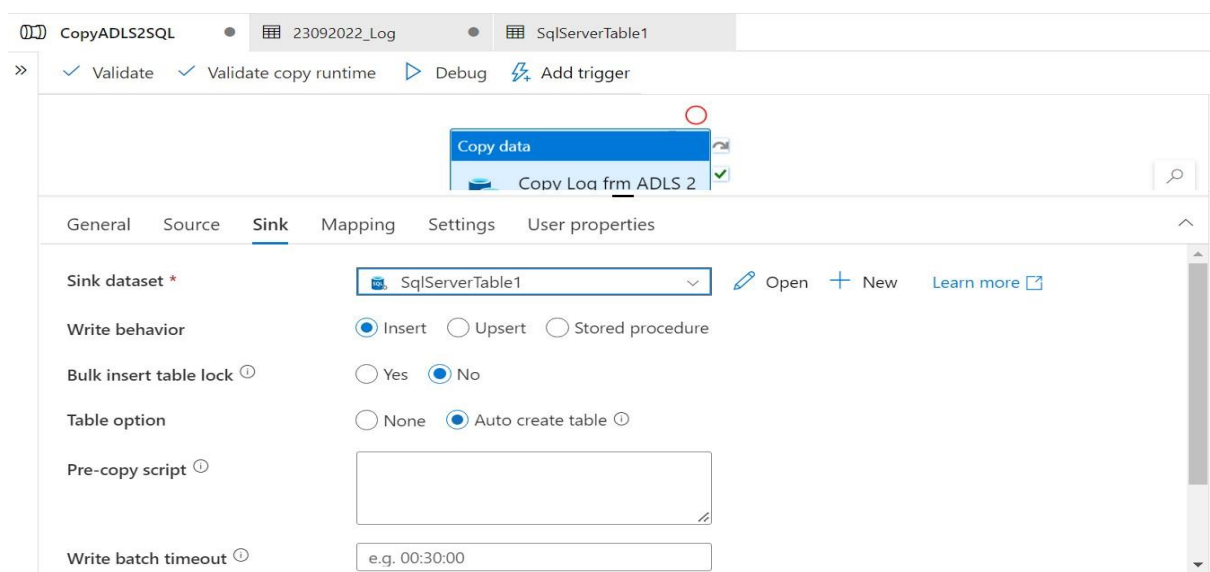 CopyADLS2SQL 23092022_Log SqlServerTable1
» Validate Validate copy runtime Debug Add trigger
Copy data
Copy Log frm ADLS 2
General Source Sink Mapping Settings User properties
Sink dataset * SQL SqlServerTable1 Open New Learn more
Write behavior Insert Upsert Stored procedure
Bulk insert table lock Yes No
Table option None Auto create table
Pre-copy script
Write batch timeout e.g. 00:30:00